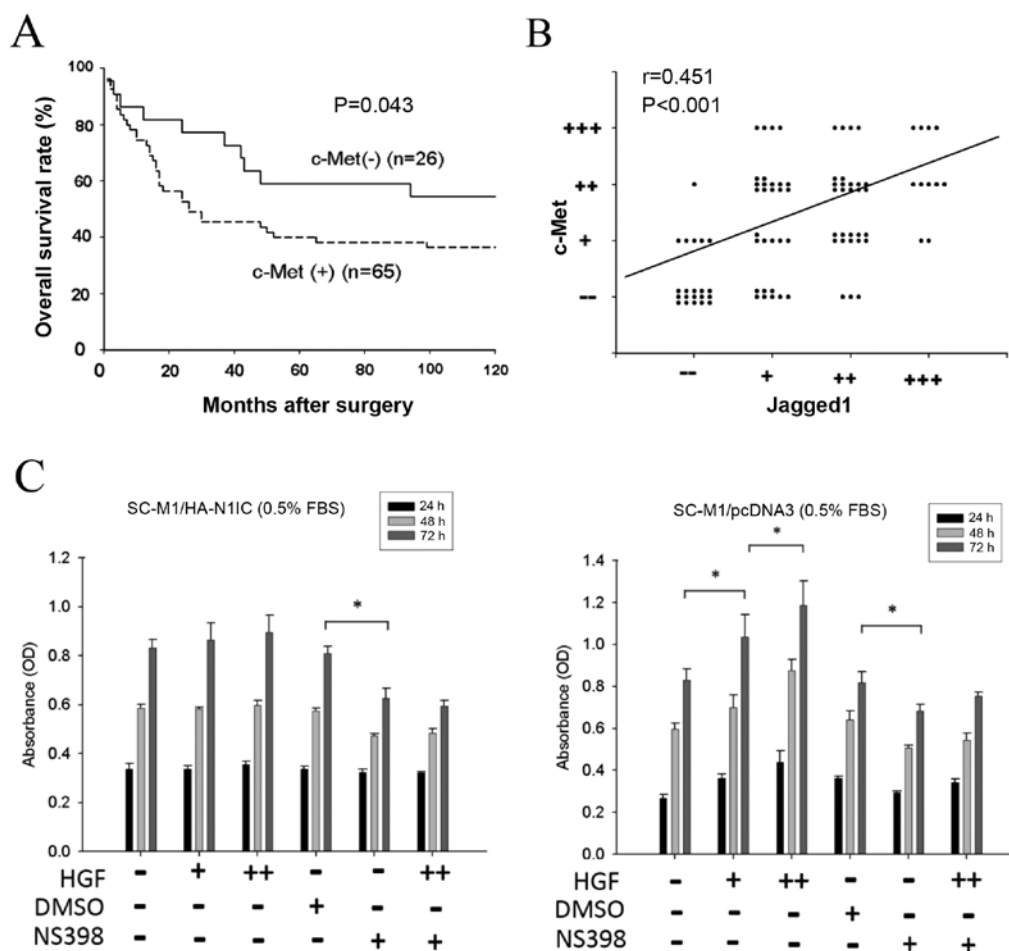 A
100
80
60
40
20
0
Overall survival rate (%)
P=0.043
c-Met(-) (n=26)
c-Met (+) (n=65)
0 20 40 60 80 100 120
Months after surgery
B
r=0.451
P<0.001
+++
++
+
--
c-Met
-- + ++ +++
Jagged1
C
SC-M1/HA-N1IC (0.5% FBS)
24 h
48 h
72 h
1.2
1.0
0.8
0.6
0.4
0.2
0.0
Absorbance (OD)
*
HGF - + ++ - - ++
DMSO - - - + - -
NS398 - - - - + +
SC-M1/pcDNA3 (0.5% FBS)
24 h
48 h
72 h
1.4
1.2
1.0
0.8
0.6
0.4
0.2
0.0
Absorbance (OD)
* * *
HGF - + ++ - - ++
DMSO - - - + - -
NS398 - - - - + +